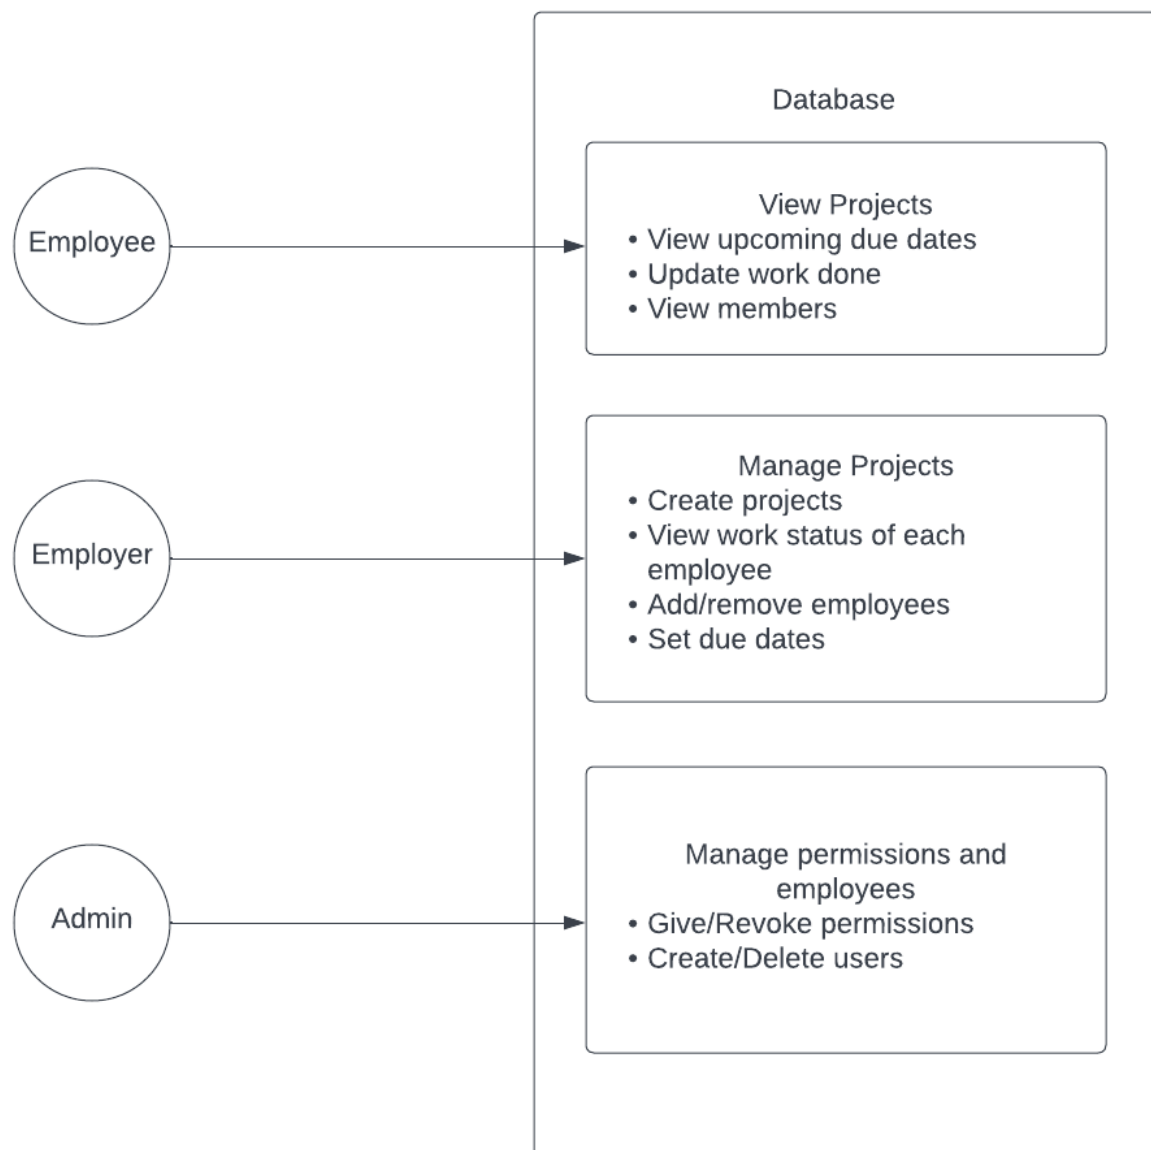 Database
Employee
View Projects
• View upcoming due dates
• Update work done
• View members
Employer
Manage Projects
• Create projects
• View work status of each
employee
• Add/remove employees
• Set due dates
Admin
Manage permissions and
employees
• Give/Revoke permissions
• Create/Delete users